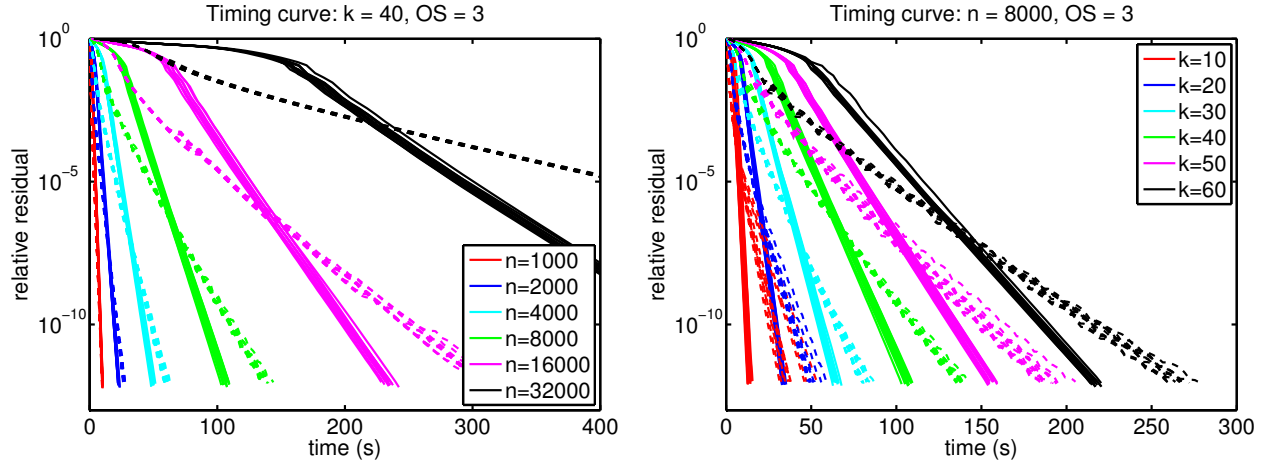 Timing curve: k = 40, OS = 3
relative residual
10^0
10^-5
10^-10
0 100 200 300 400
time (s)
n=1000
n=2000
n=4000
n=8000
n=16000
n=32000
Timing curve: n = 8000, OS = 3
relative residual
10^0
10^-5
10^-10
0 50 100 150 200 250 300
time (s)
k=10
k=20
k=30
k=40
k=50
k=60